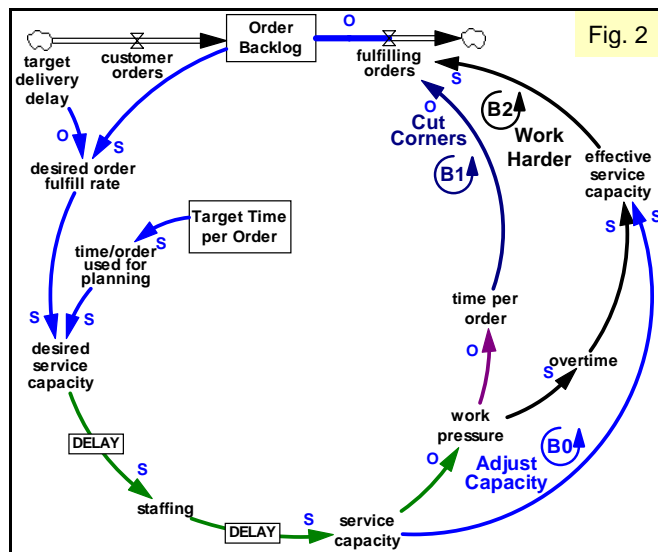 Order
Backlog
O
Fig. 2
target
delivery
delay
customer
orders
fulfilling
orders
S
O
B2
Cut
Corners
Work
Harder
B1
O
S
desired order
fulfill rate
effective
service
capacity
S
S
Target Time
per Order
S
time/order
used for
planning
time per
order
S
S
desired
service
capacity
O
S
overtime
DELAY
work
pressure
B0
S
O
Adjust
Capacity
staffing
DELAY
S
service
capacity